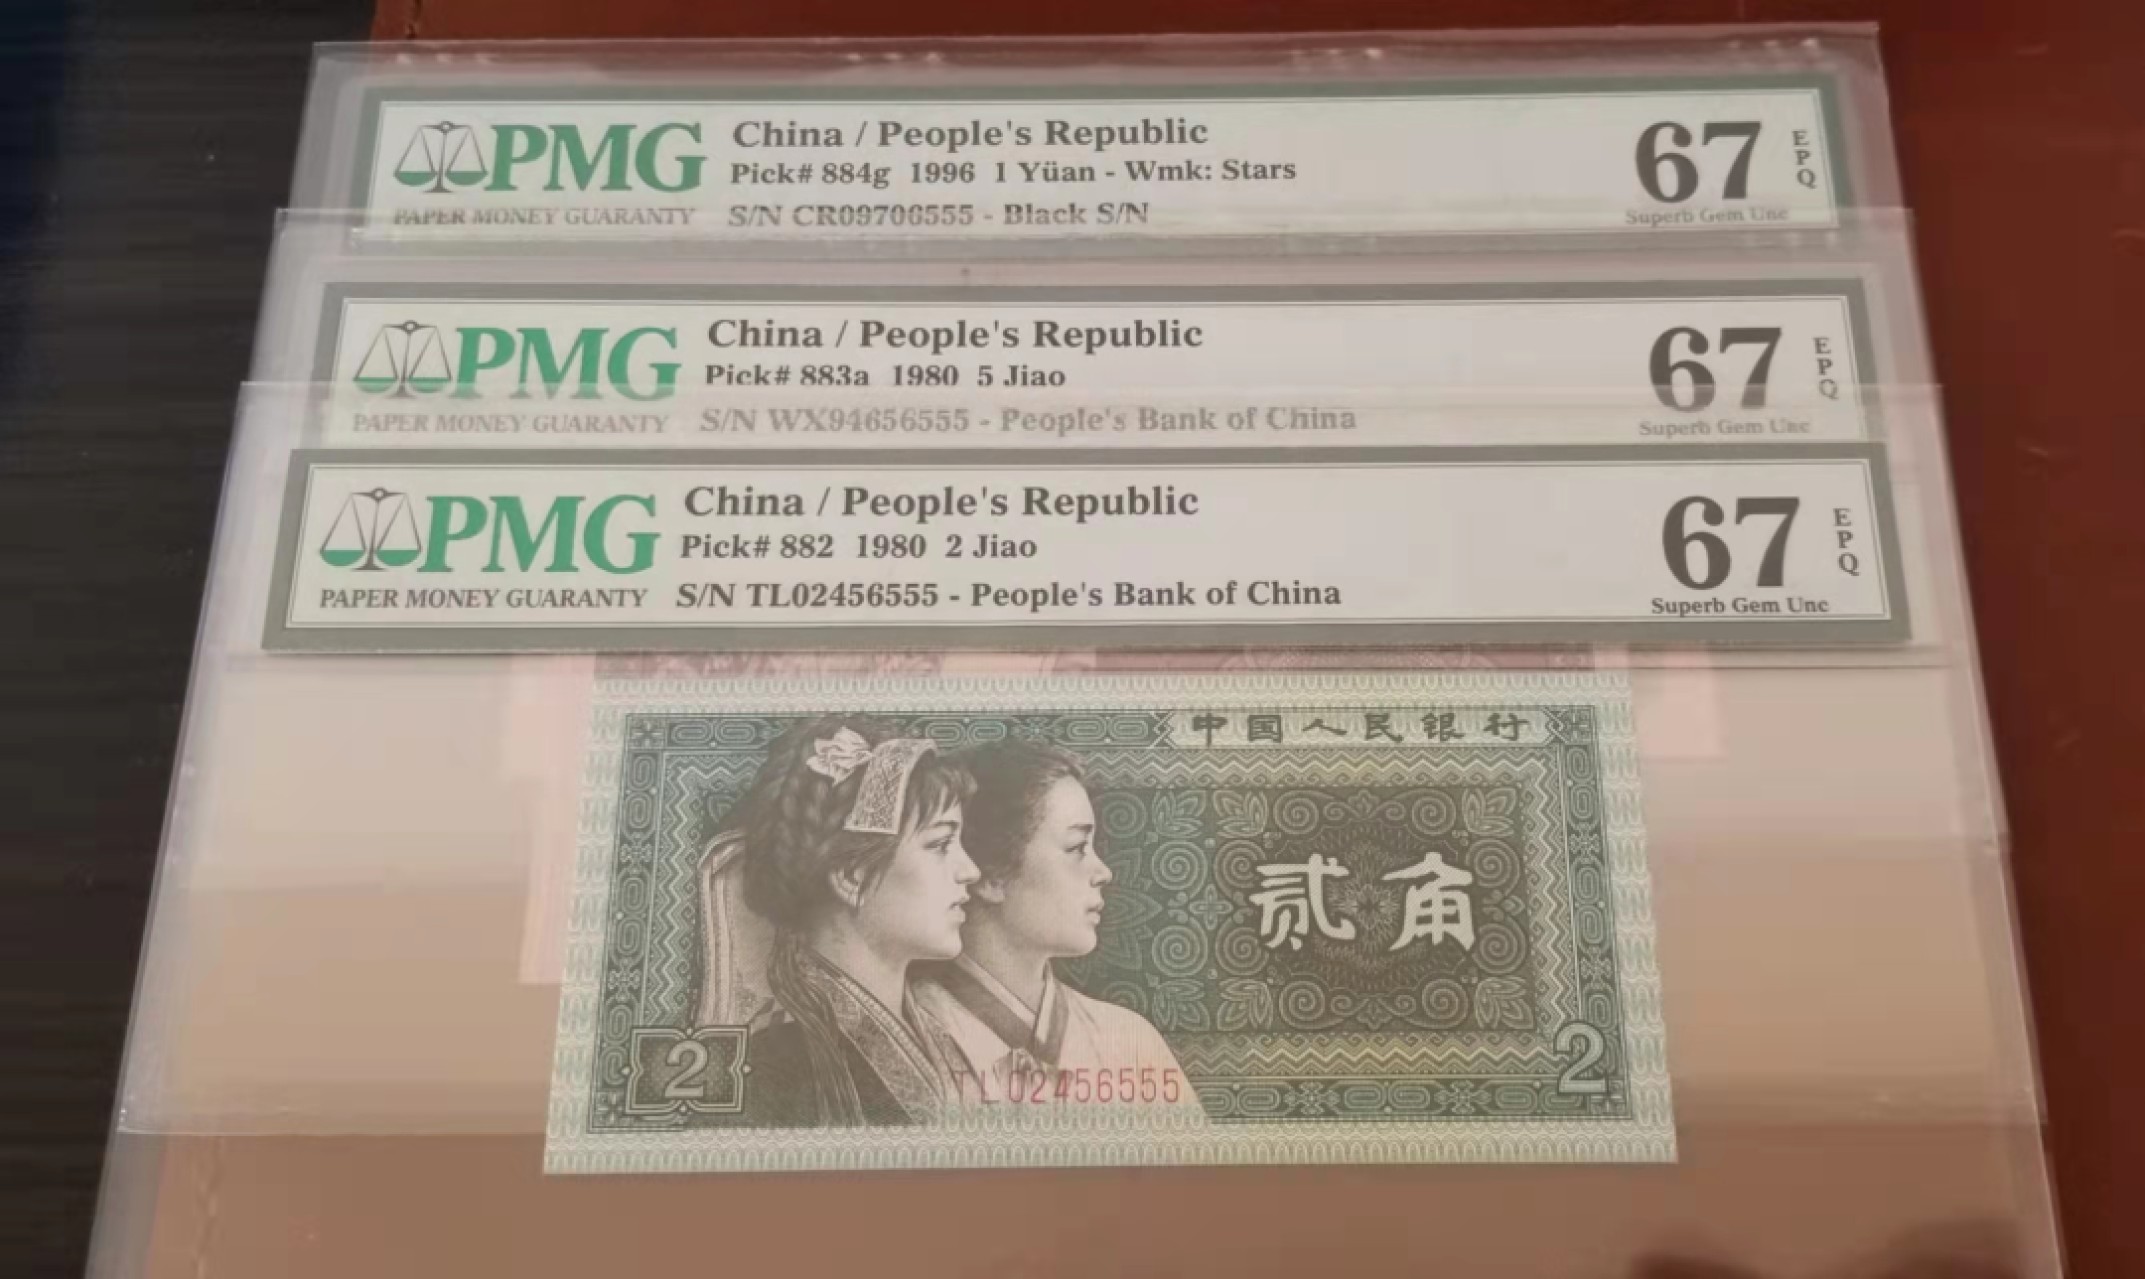 PMG
PAPER MONEY GUARANTY
China / People's Republic
Pick# 884g 1996 1 Yüan - Wmk: Stars
S/N CR09706555 - Black S/N
67
EPQ
Superb Gem Unc
PMG
PAPER MONEY GUARANTY
China / People's Republic
Pick# 883a 1980 5 Jiao
S/N WX94656555 - People's Bank of China
67
EPQ
Superb Gem Unc
PMG
PAPER MONEY GUARANTY
China / People's Republic
Pick# 882 1980 2 Jiao
S/N TL02456555 - People's Bank of China
67
EPQ
Superb Gem Unc
中国人民银行
贰角
2
TL02456555
2